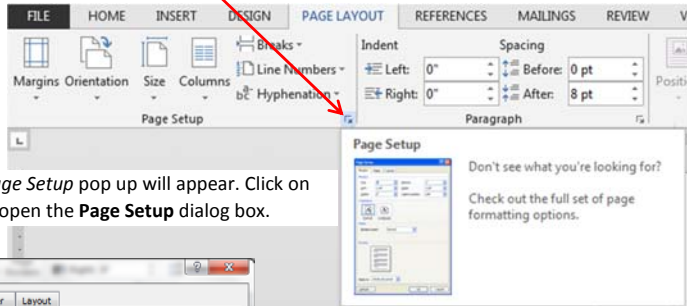 FILE HOME INSERT DESIGN PAGE LAYOUT REFERENCES MAILINGS REVIEW
Breaks Indent Spacing
Line Numbers Left: 0" Before: 0 pt
Margins Orientation Size Columns
Hyphenation Right: 0" After: 8 pt
Page Setup Paragraph
Page Setup
Don't see what you're looking for?
Page Setup pop up will appear. Click on
Check out the full set of page
formatting options.
open the Page Setup dialog box.
Layout